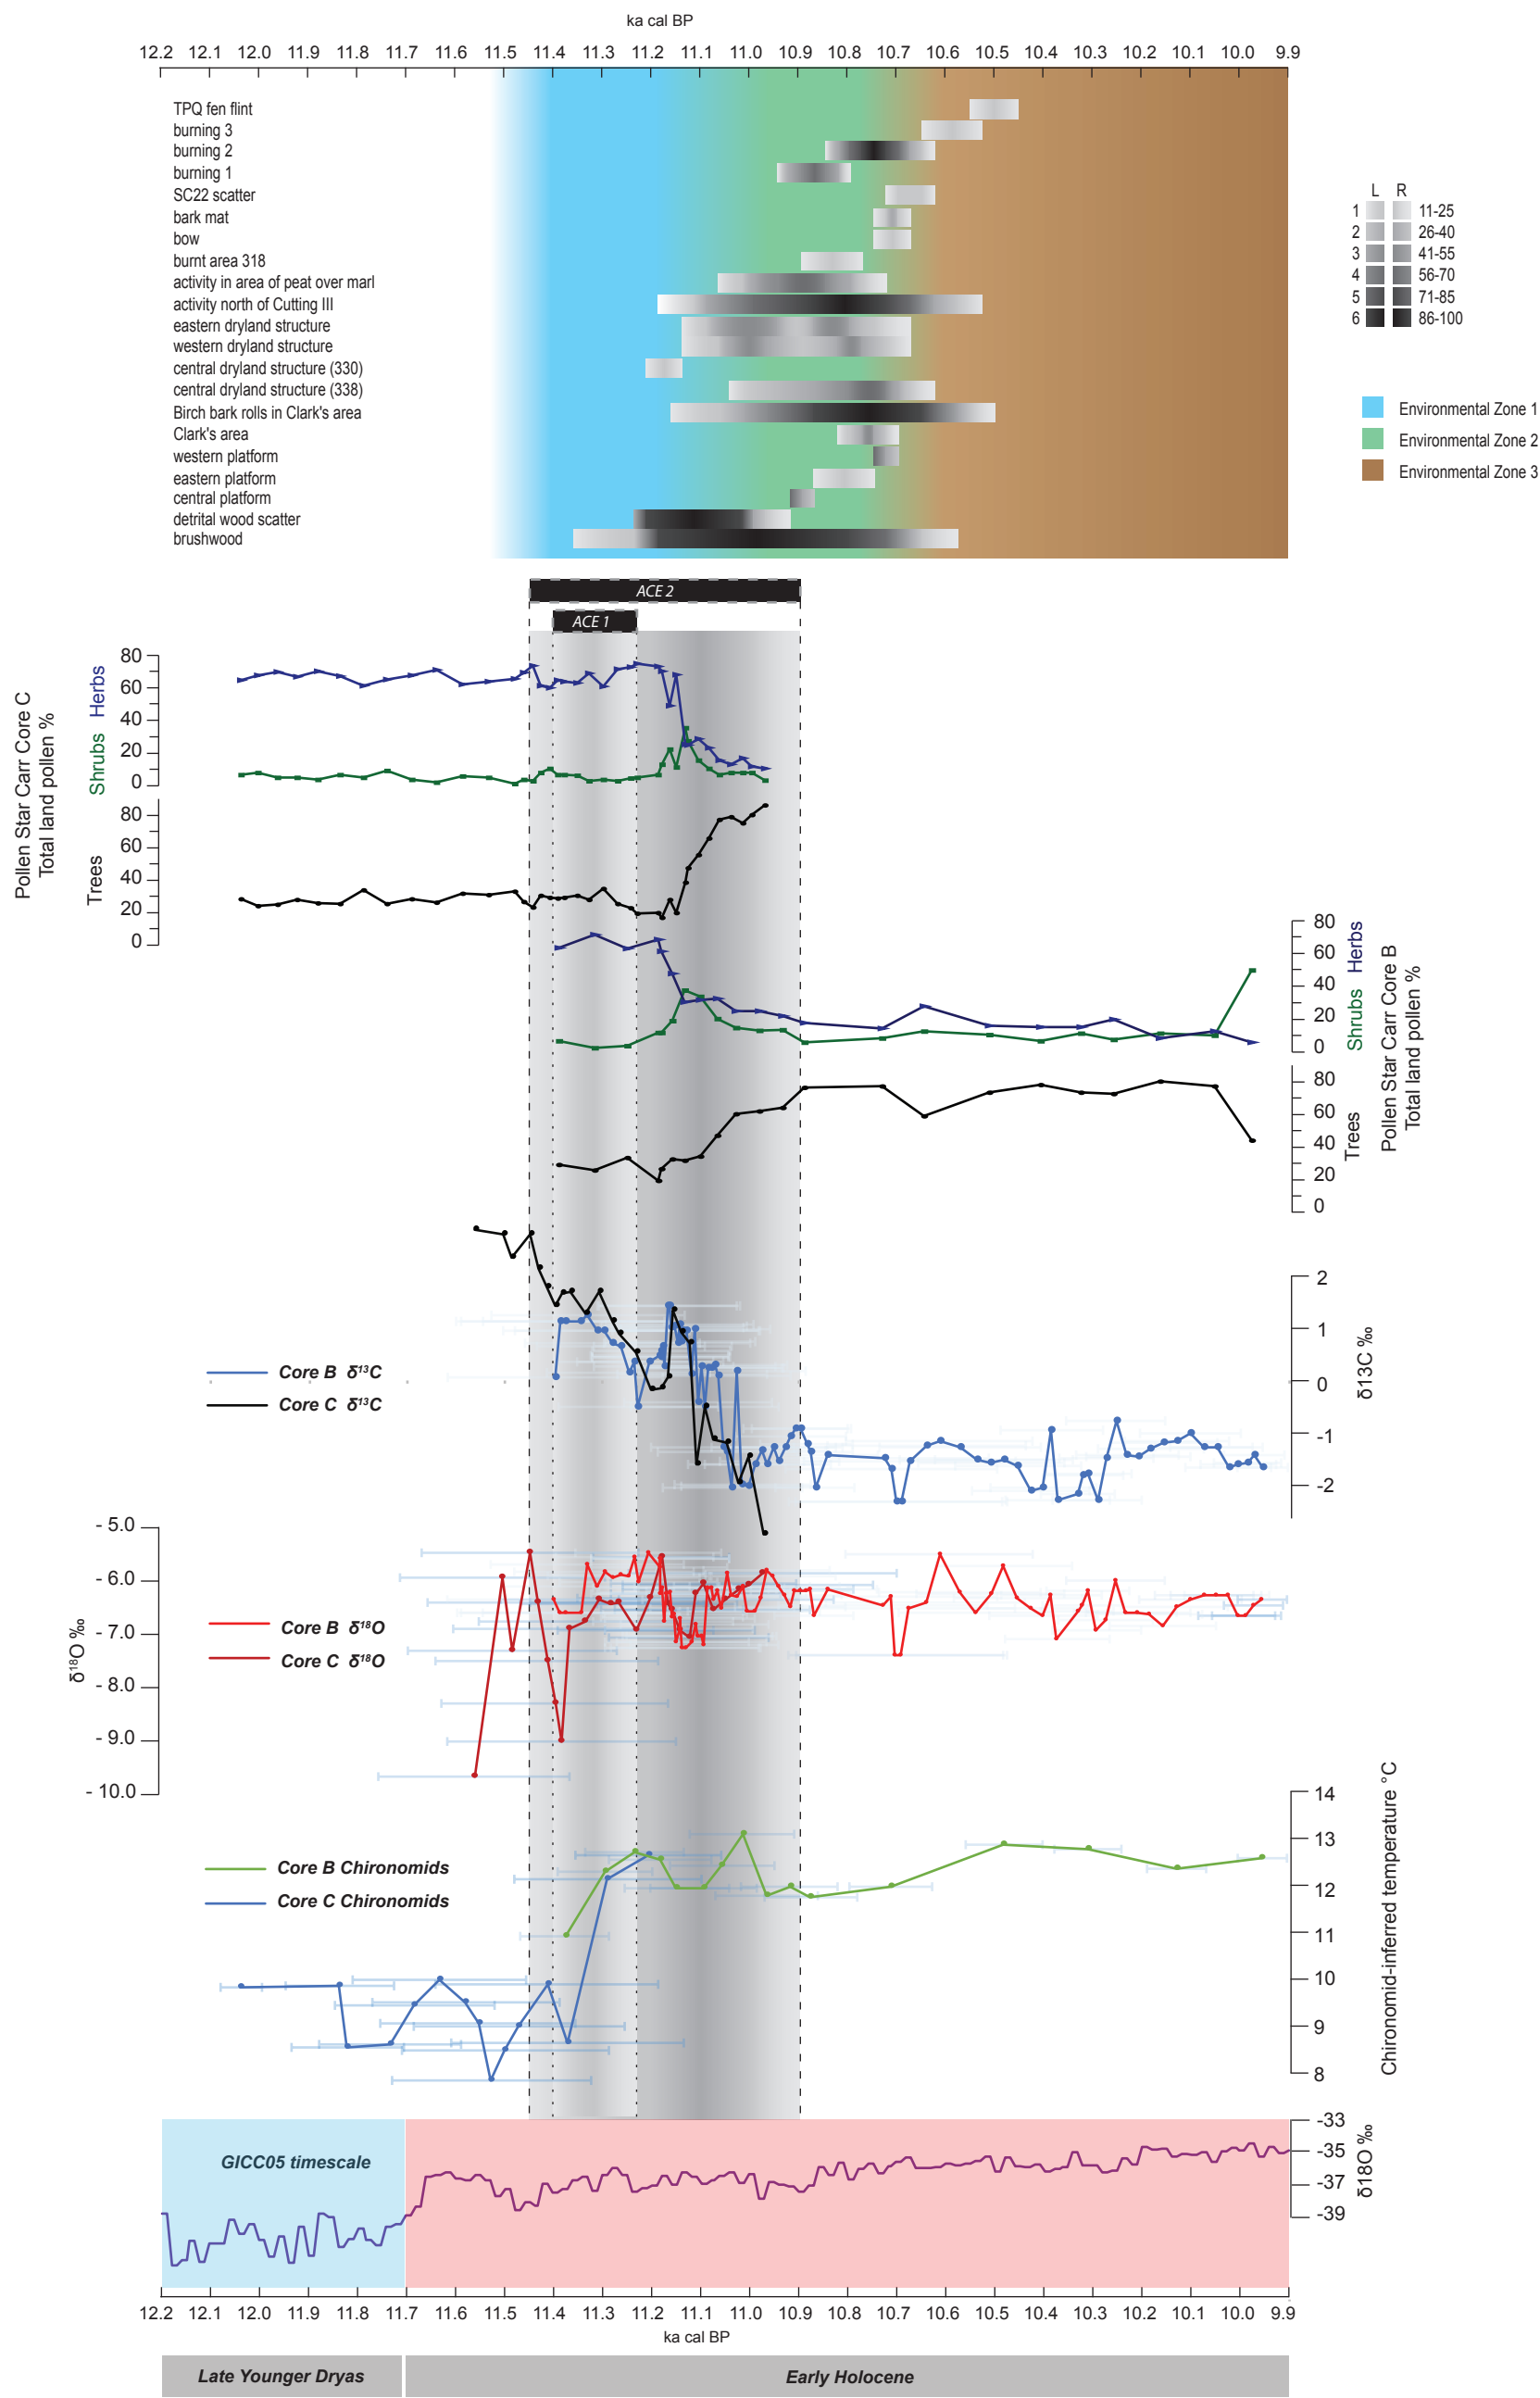 ka cal BP
12.2 12.1 12.0 11.9 11.8 11.7 11.6 11.5 11.4 11.3 11.2 11.1 11.0 10.9 10.8 10.7 10.6 10.5 10.4 10.3 10.2 10.1 10.0 9.9
TPQ fen flint
burning 3
burning 2
burning 1
SC22 scatter
bark mat
bow
burnt area 318
activity in area of peat over marl
activity north of Cutting III
eastern dryland structure
western dryland structure
central dryland structure (330)
central dryland structure (338)
Birch bark rolls in Clark's area
Clark's area
western platform
eastern platform
central platform
detrital wood scatter
brushwood
L R
1 11-25
2 26-40
3 41-55
4 56-70
5 71-85
6 86-100
Environmental Zone 1
Environmental Zone 2
Environmental Zone 3
ACE 2
ACE 1
Pollen Star Carr Core C
Total land pollen %
Shrubs Herbs
80
60
40
20
0
Trees
80
60
40
20
0
80
60
40
20
0
Shrubs Herbs
Pollen Star Carr Core B
Total land pollen %
80
60
40
20
0
Trees
2
1
0
-1
-2
δ13C ‰
Core B δ¹³C
Core C δ¹³C
- 5.0
- 6.0
- 7.0
- 8.0
- 9.0
- 10.0
δ¹⁸O ‰
Core B δ¹⁸O
Core C δ¹⁸O
14
13
12
11
10
9
8
Chironomid-inferred temperature °C
Core B Chironomids
Core C Chironomids
GICC05 timescale
-33
-35
-37
-39
δ18O ‰
12.2 12.1 12.0 11.9 11.8 11.7 11.6 11.5 11.4 11.3 11.2 11.1 11.0 10.9 10.8 10.7 10.6 10.5 10.4 10.3 10.2 10.1 10.0 9.9
ka cal BP
Late Younger Dryas
Early Holocene